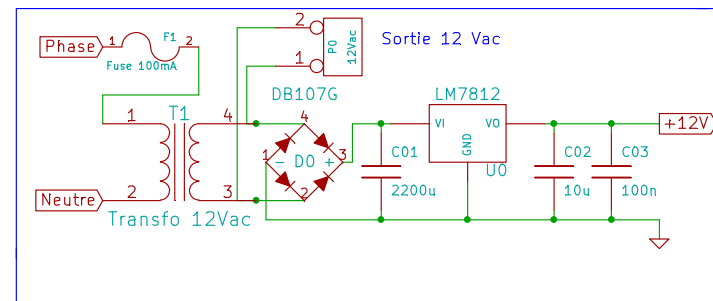 Phase
1
F1
2
Fuse 100mA
2
1
P0
12Vac
Sortie 12 Vac
DB107G
LM7812
1
T1
4
4
VI
VO
GND
+12V
1
-
D0
+
3
C01
2200u
U0
C02
10u
C03
100n
Neutre
2
3
2
Transfo 12Vac